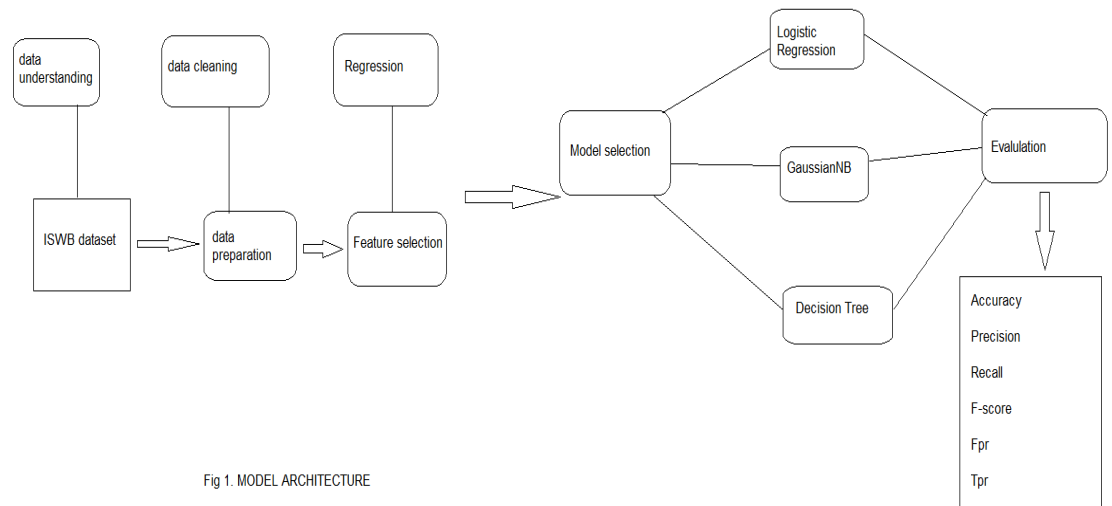 data
understanding
data cleaning
Regression
ISWB dataset
data
preparation
Feature selection
Model selection
Logistic
Regression
GaussianNB
Decision Tree
Evalulation
Accuracy
Precision
Recall
F-score
Fpr
Tpr
Fig 1. MODEL ARCHITECTURE